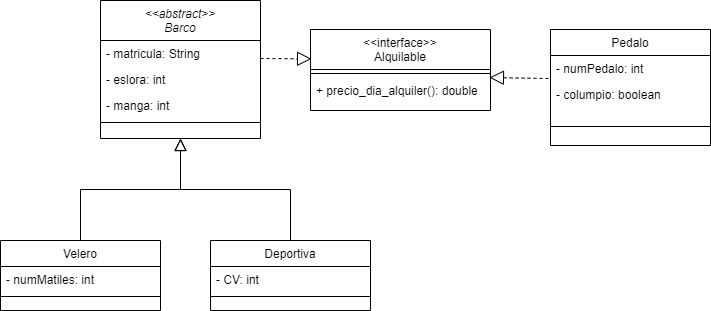 <<abstract>>
Barco
- matricula: String
- eslora: int
- manga: int
<<interface>>
Alquilable
+ precio_dia_alquiler(): double
Pedalo
- numPedalo: int
- columpio: boolean
Velero
- numMatiles: int
Deportiva
- CV: int